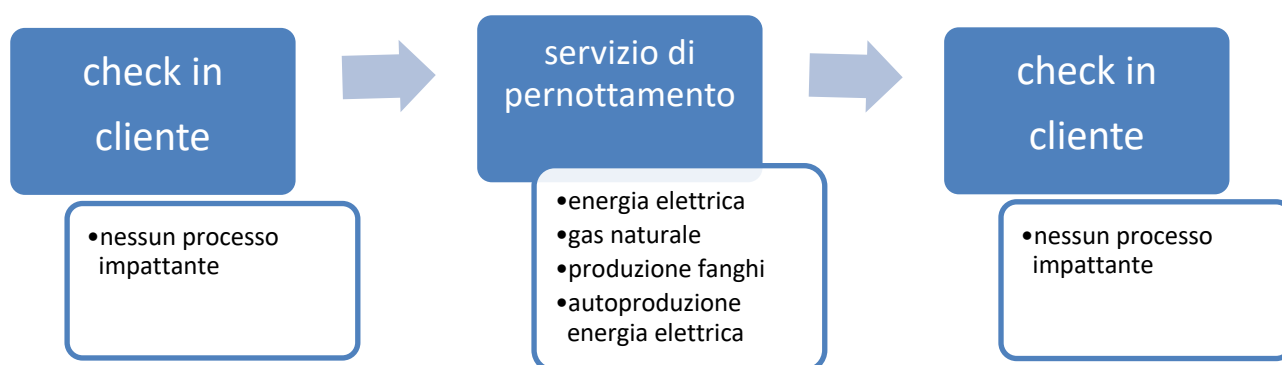 check in
cliente
•nessun processo
impattante
servizio di
pernottamento
•energia elettrica
•gas naturale
•produzione fanghi
•autoproduzione
energia elettrica
check in
cliente
•nessun processo
impattante